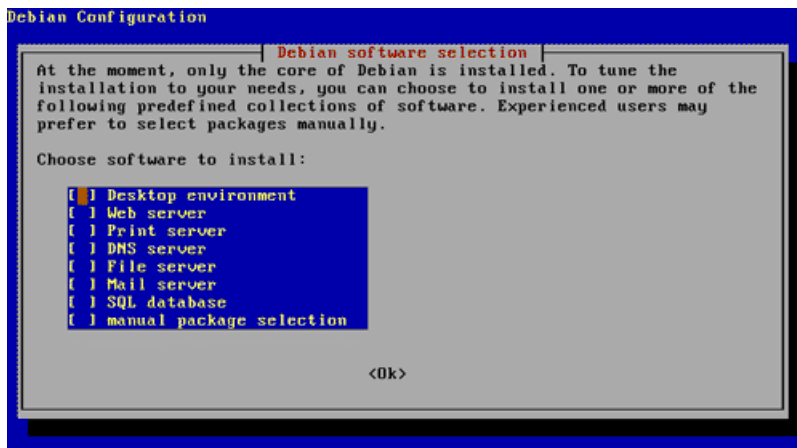 Debian Configuration
Debian software selection
At the moment, only the core of Debian is installed. To tune the
installation to your needs, you can choose to install one or more of the
following predefined collections of software. Experienced users may
prefer to select packages manually.
Choose software to install:
[ ] Desktop environment
[ ] Web server
[ ] Print server
[ ] DNS server
[ ] File server
[ ] Mail server
[ ] SQL database
[ ] manual package selection
<Ok>